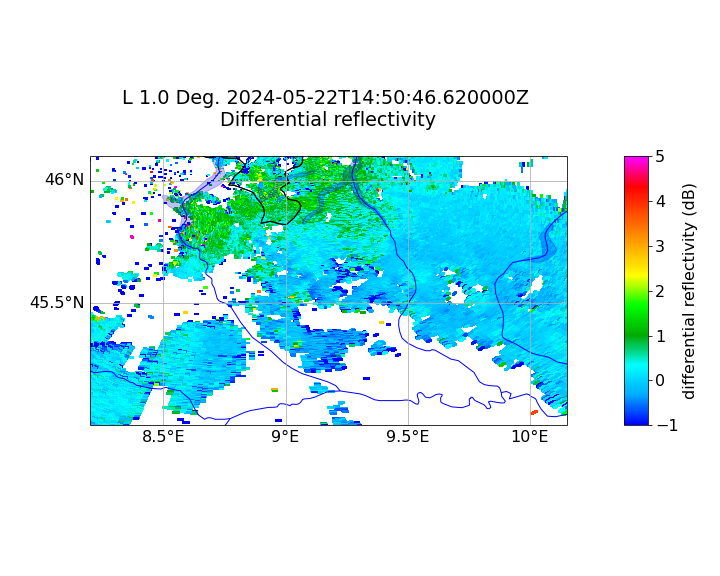 L 1.0 Deg. 2024-05-22T14:50:46.620000Z
Differential reflectivity
46°N
45.5°N
8.5°E
9°E
9.5°E
10°E
5
4
3
2
1
0
−1
differential reflectivity (dB)